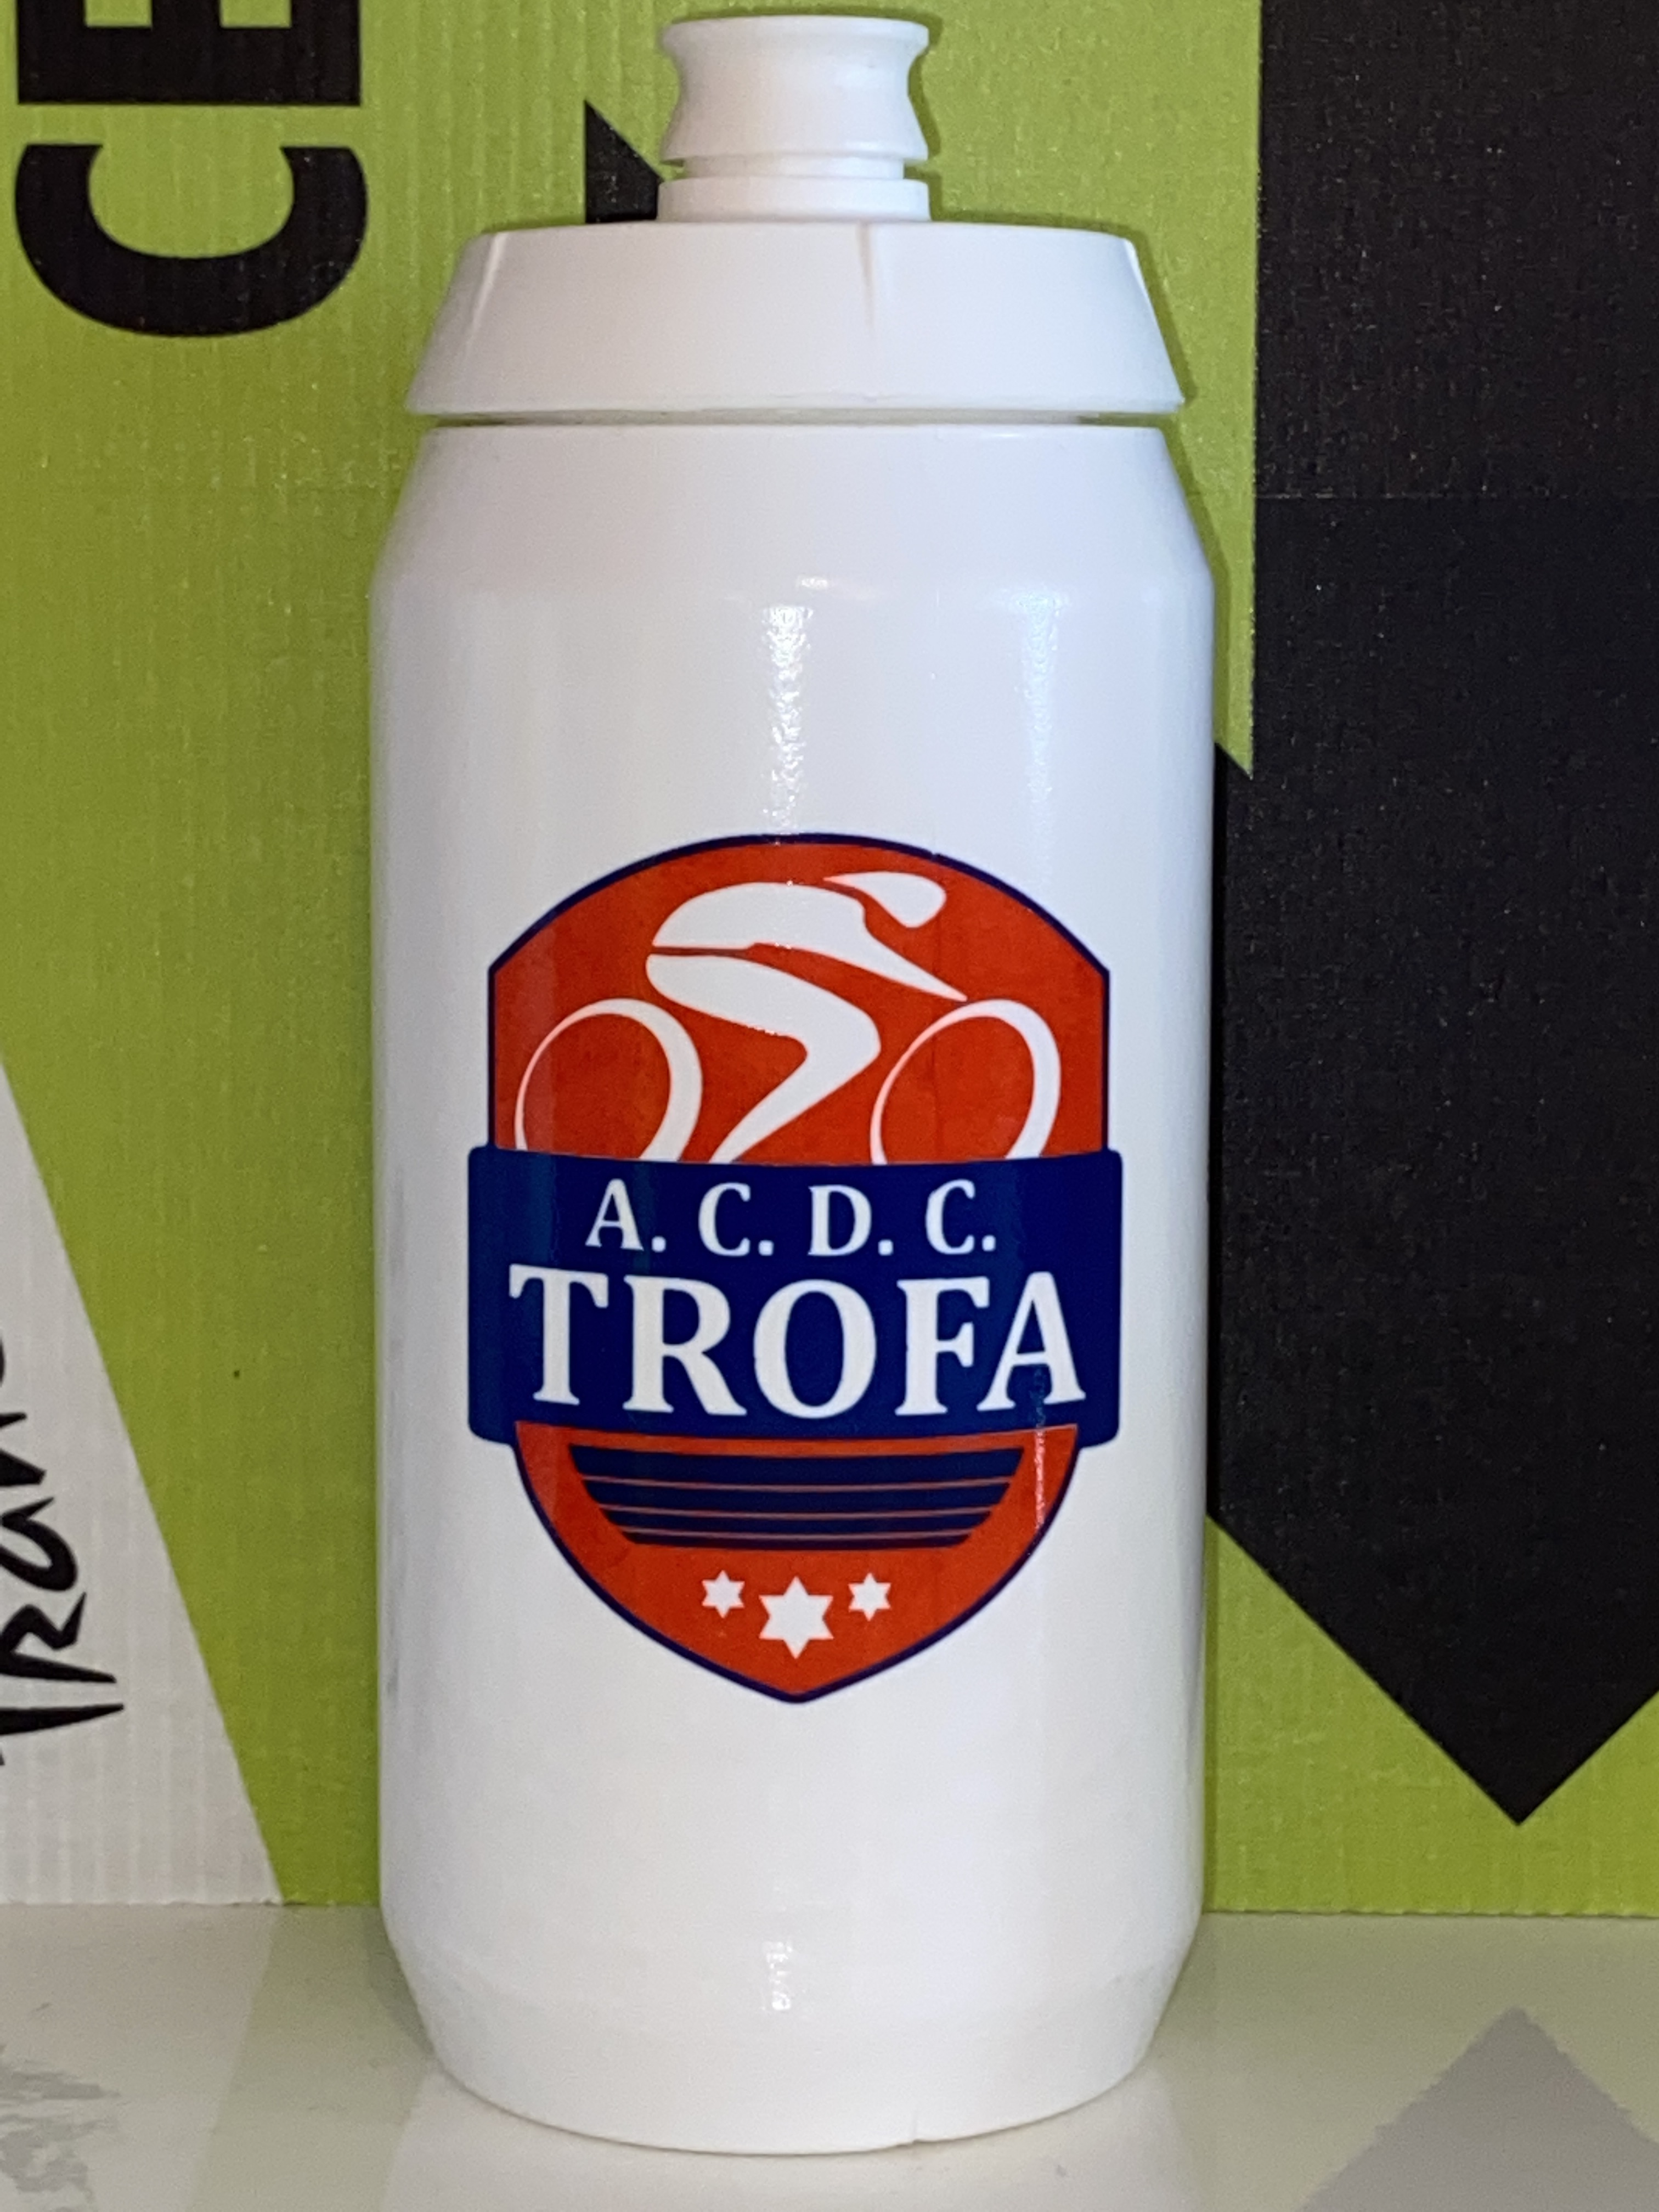 A. C. D. C.
TROFA